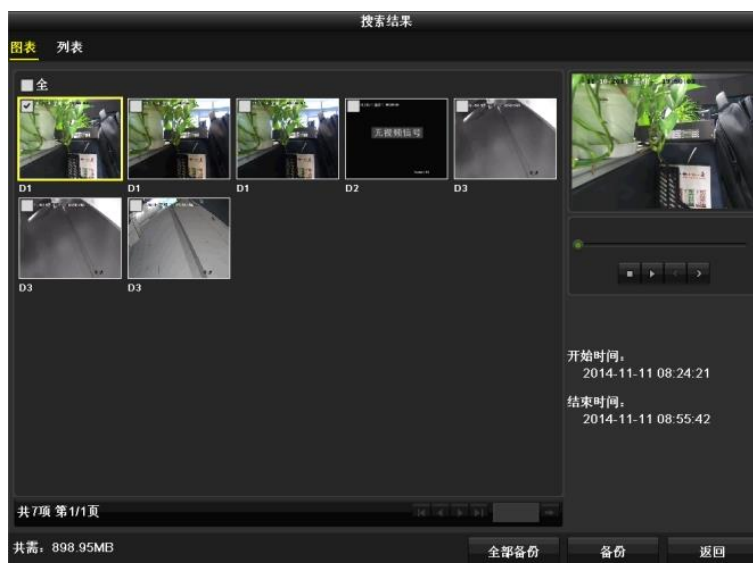 搜索结果
图表 列表
全
无视频信号
D1 D1 D1 D2 D3
D3 D3
开始时间:
2014-11-11 08:24:21
结束时间:
2014-11-11 08:55:42
共7项 第1/1页
共需: 898.95MB
全部备份 备份 返回